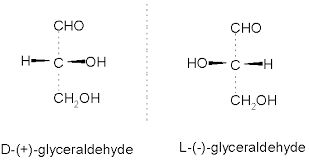 CHO
H C OH
CH2OH
D-(+)-glyceraldehyde
CHO
HO C H
CH2OH
L-(-)-glyceraldehyde